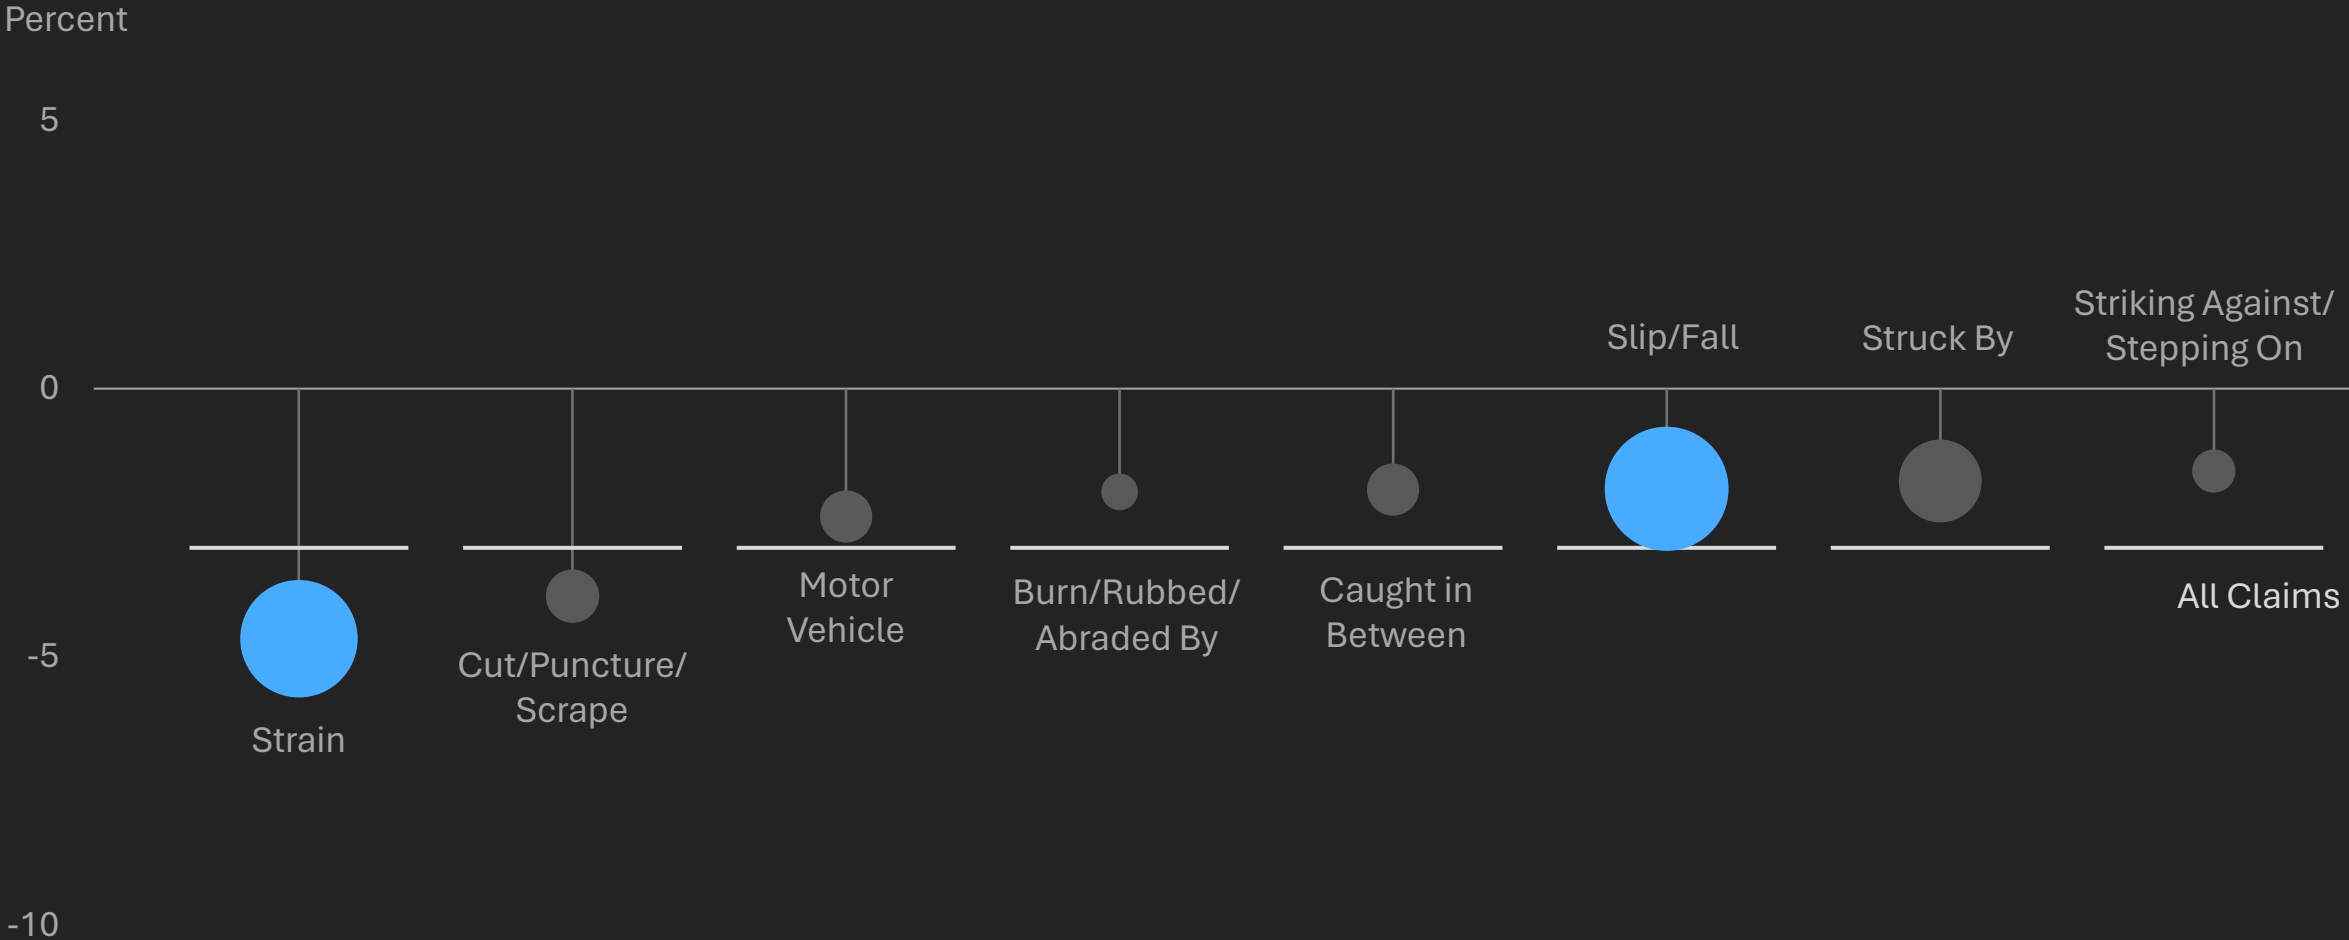 Percent
5
0
-5
-10
Strain
Cut/Puncture/
Scrape
Motor
Vehicle
Burn/Rubbed/
Abraded By
Caught in
Between
Slip/Fall
Struck By
Striking Against/
Stepping On
All Claims